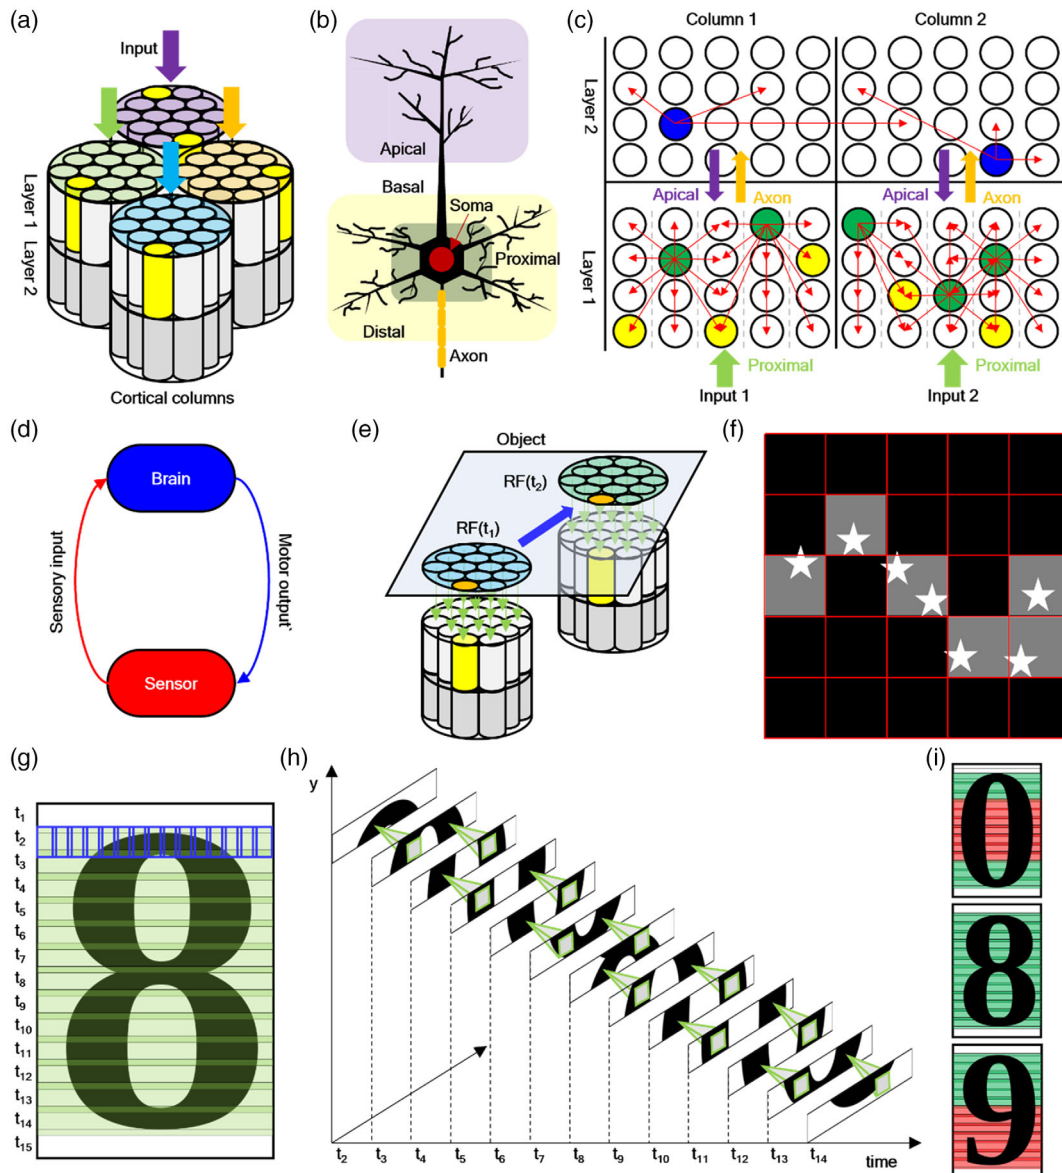 (a)
Input
Layer 1
Layer 2
Cortical columns
(b)
Apical
Basal
Soma
Proximal
Distal
Axon
(c)
Column 1
Column 2
Layer 2
Apical
Axon
Apical
Axon
Layer 1
Proximal
Proximal
Input 1
Input 2
(d)
Brain
Sensory input
Motor output`
Sensor
(e)
Object
RF(t2)
RF(t1)
(f)
(g)
t1
t2
t3
t4
t5
t6
t7
t8
t9
t10
t11
t12
t13
t14
t15
8
(h)
y
t2 t3 t4 t5 t6 t7 t8 t9 t10 t11 t12 t13 t14
time
(i)
0
8
9